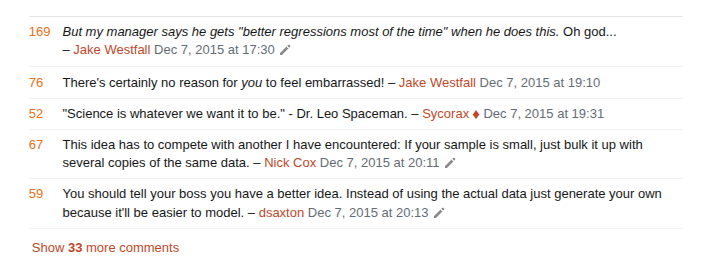 169 But my manager says he gets "better regressions most of the time" when he does this. Oh god...
– Jake Westfall Dec 7, 2015 at 17:30
76 There's certainly no reason for you to feel embarrassed! – Jake Westfall Dec 7, 2015 at 19:10
52 "Science is whatever we want it to be." - Dr. Leo Spaceman. – Sycorax ♦ Dec 7, 2015 at 19:31
67 This idea has to compete with another I have encountered: If your sample is small, just bulk it up with
several copies of the same data. – Nick Cox Dec 7, 2015 at 20:11
59 You should tell your boss you have a better idea. Instead of using the actual data just generate your own
because it'll be easier to model. – dsaxton Dec 7, 2015 at 20:13
Show 33 more comments